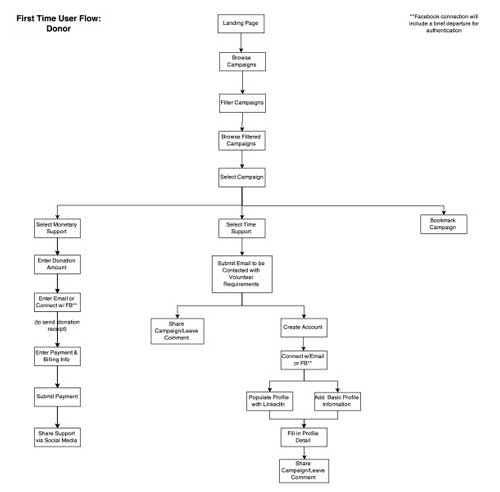 First Time User Flow:
Donor
**Facebook connection will
include a brief departure for
authentication
Landing Page
Browse
Campaigns
Filter Campaigns
Browse Filtered
Campaigns
Select Campaign
Select Monetary
Support
Select Time
Support
Bookmark
Campaign
Enter Donation
Amount
Submit Email to be
Contacted with
Volunteer
Requirements
Enter Email or
Connect w/ FB**
(to send donation
receipt)
Share
Campaign/Leave
Comment
Create Account
Enter Payment &
Billing Info
Connect w/Email
or FB**
Submit Payment
Populate Profile
with LinkedIn
Add Basic Profile
Information
Share Support
via Social Media
Fill in Profile
Detail
Share
Campaign/Leave
Comment